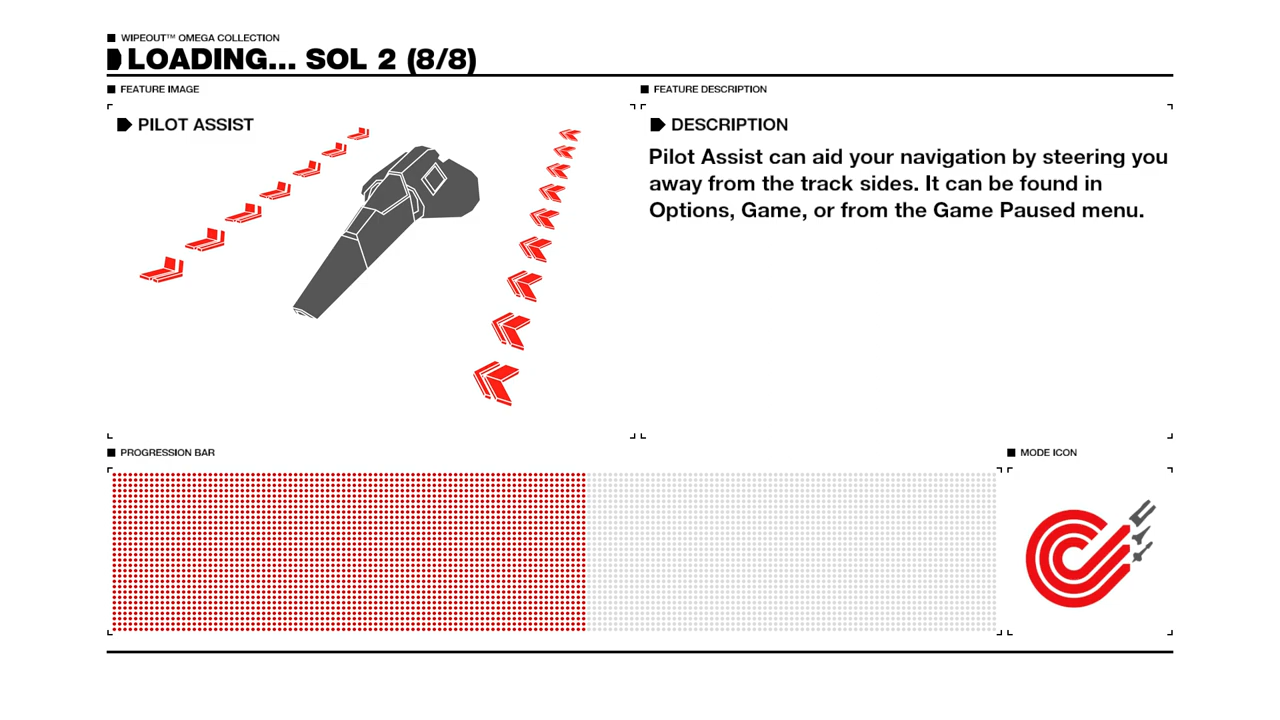 WIPEOUT™ OMEGA COLLECTION
LOADING... SOL 2 (8/8)
FEATURE IMAGE
PILOT ASSIST
FEATURE DESCRIPTION
DESCRIPTION
Pilot Assist can aid your navigation by steering you
away from the track sides. It can be found in
Options, Game, or from the Game Paused menu.
PROGRESSION BAR
MODE ICON